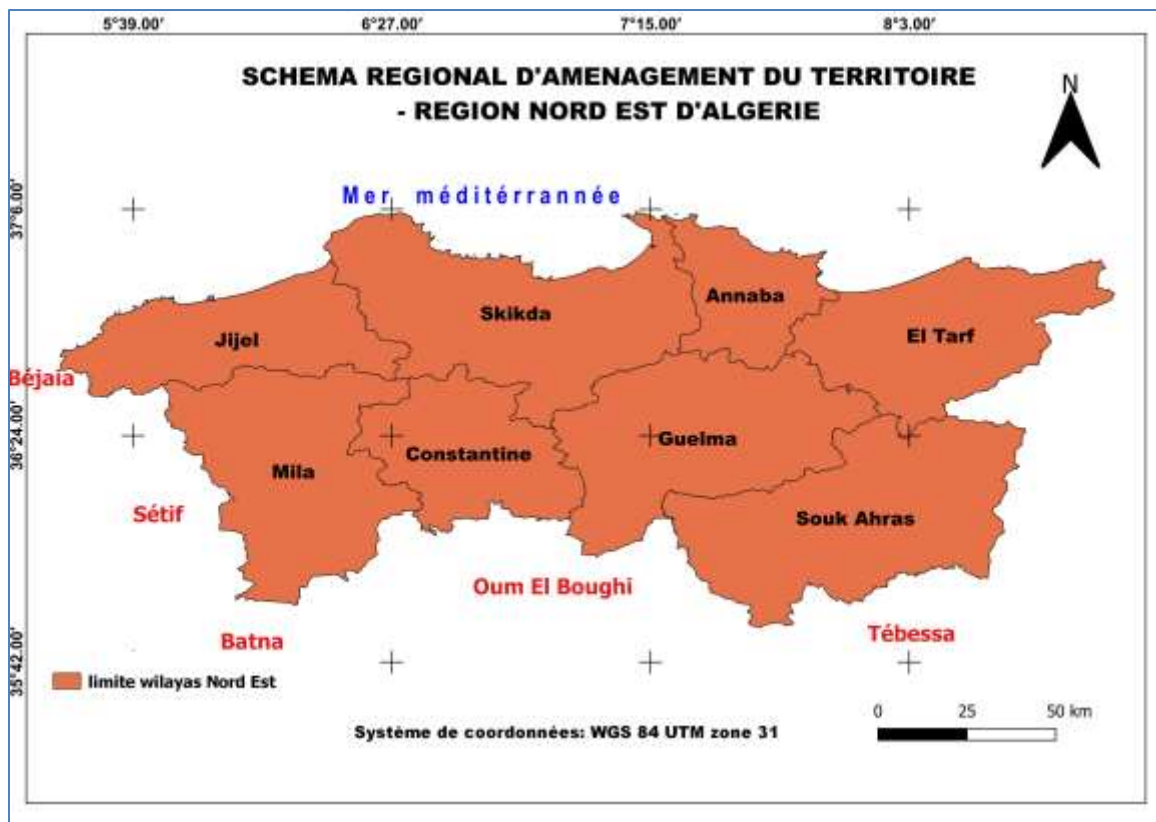 5°39.00' 6°27.00' 7°15.00' 8°3.00'
SCHEMA REGIONAL D'AMENAGEMENT DU TERRITOIRE
- REGION NORD EST D'ALGERIE
N
37°6.00'
Mer méditérrannée
Annaba
Skikda
El Tarf
Jijel
Béjaia
36°24.00'
Guelma
Constantine
Mila
Sétif
Souk Ahras
Oum El Boughi
Batna
Tébessa
35°42.00'
limite wilayas Nord Est
0 25 50 km
Système de coordonnées: WGS 84 UTM zone 31